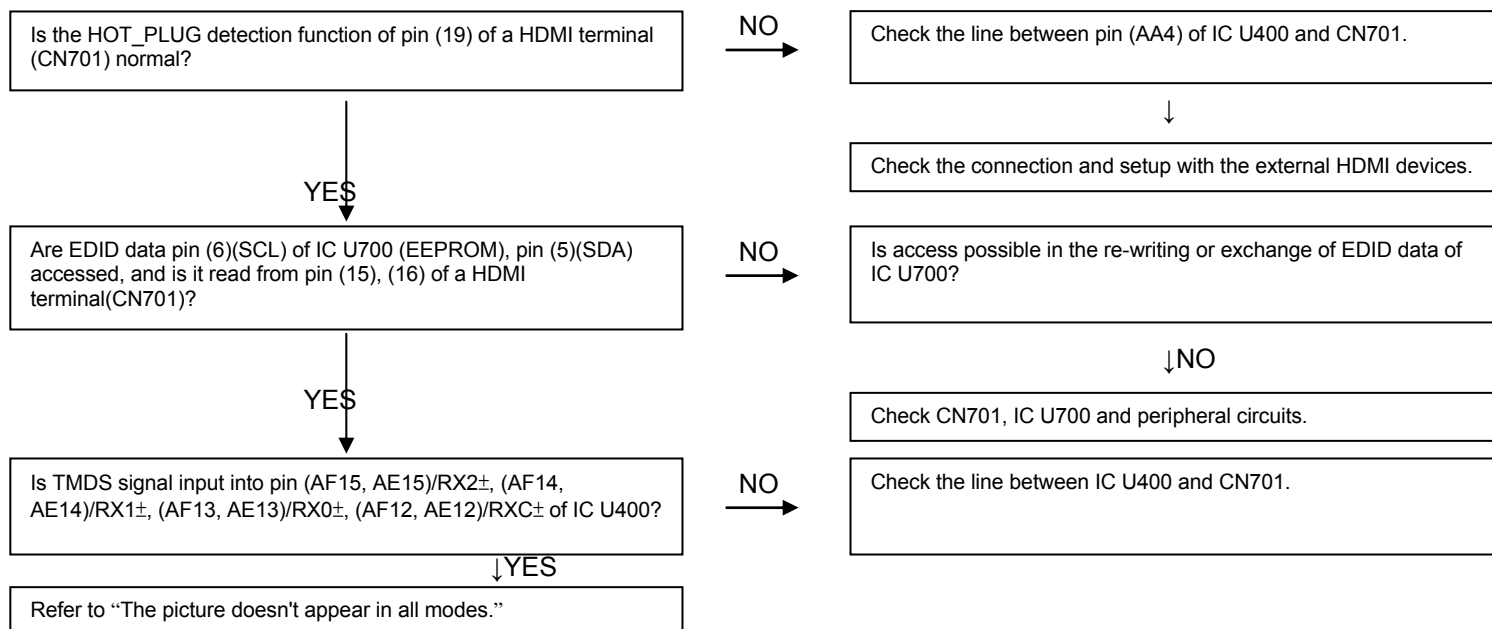 Is the HOT_PLUG detection function of pin (19) of a HDMI terminal
(CN701) normal?
NO
Check the line between pin (AA4) of IC U400 and CN701.
↓
Check the connection and setup with the external HDMI devices.
YES
Are EDID data pin (6)(SCL) of IC U700 (EEPROM), pin (5)(SDA)
accessed, and is it read from pin (15), (16) of a HDMI
terminal(CN701)?
NO
Is access possible in the re-writing or exchange of EDID data of
IC U700?
↓NO
YES
Check CN701, IC U700 and peripheral circuits.
Is TMDS signal input into pin (AF15, AE15)/RX2±, (AF14,
AE14)/RX1±, (AF13, AE13)/RX0±, (AF12, AE12)/RXC± of IC U400?
NO
Check the line between IC U400 and CN701.
↓YES
Refer to “The picture doesn't appear in all modes.”